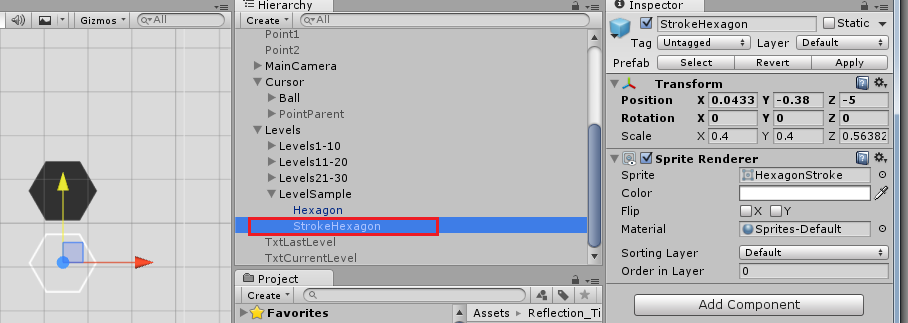 Gizmos All
Hierarchy
Create All
Point1
Point2
MainCamera
Cursor
Ball
PointParent
Levels
Levels1-10
Levels11-20
Levels21-30
LevelSample
Hexagon
StrokeHexagon
TxtLastLevel
TxtCurrentLevel
Project
Create
Favorites
Assets Reflection_Ti
Inspector
StrokeHexagon Static
Tag Untagged Layer Default
Prefab Select Revert Apply
Transform
Position X 0.0433 Y -0.38 Z -5
Rotation X 0 Y 0 Z 0
Scale X 0.4 Y 0.4 Z 0.56382
Sprite Renderer
Sprite HexagonStroke
Color
Flip X Y
Material Sprites-Default
Sorting Layer Default
Order in Layer 0
Add Component